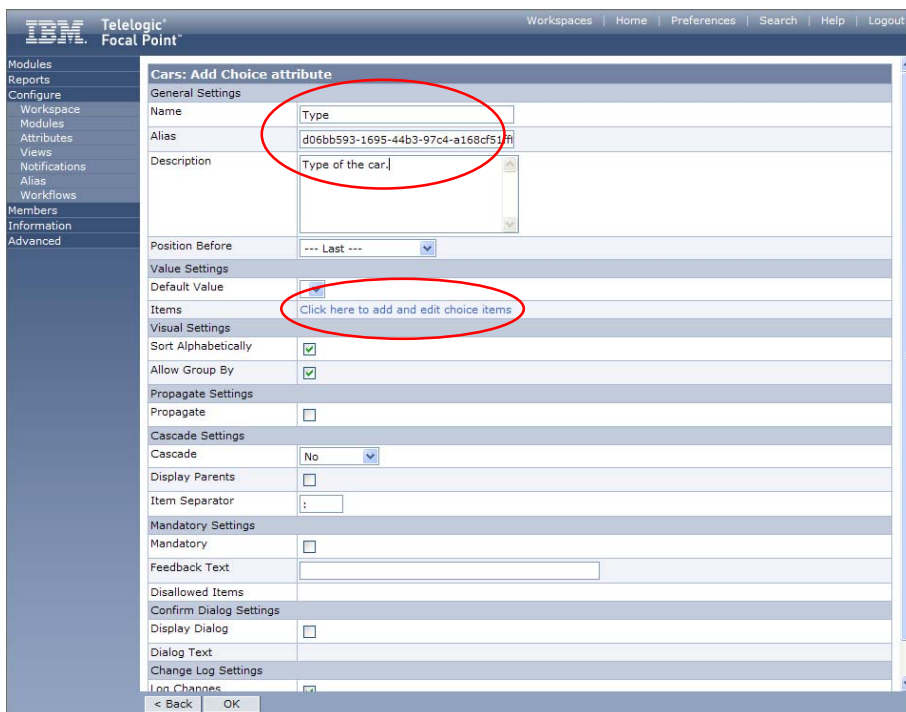 Workspaces | Home | Preferences | Search | Help | Logout
IBM. Telelogic®
Focal Point™
Modules
Reports
Configure
Workspace
Modules
Attributes
Views
Notifications
Alias
Workflows
Members
Information
Advanced
Cars: Add Choice attribute
General Settings
Name Type
Alias d06bb593-1695-44b3-97c4-a168cf51fff
Description Type of the car.
Position Before --- Last ---
Value Settings
Default Value
Items Click here to add and edit choice items
Visual Settings
Sort Alphabetically
Allow Group By
Propagate Settings
Propagate
Cascade Settings
Cascade No
Display Parents
Item Separator :
Mandatory Settings
Mandatory
Feedback Text
Disallowed Items
Confirm Dialog Settings
Display Dialog
Dialog Text
Change Log Settings
Log Changes
< Back OK